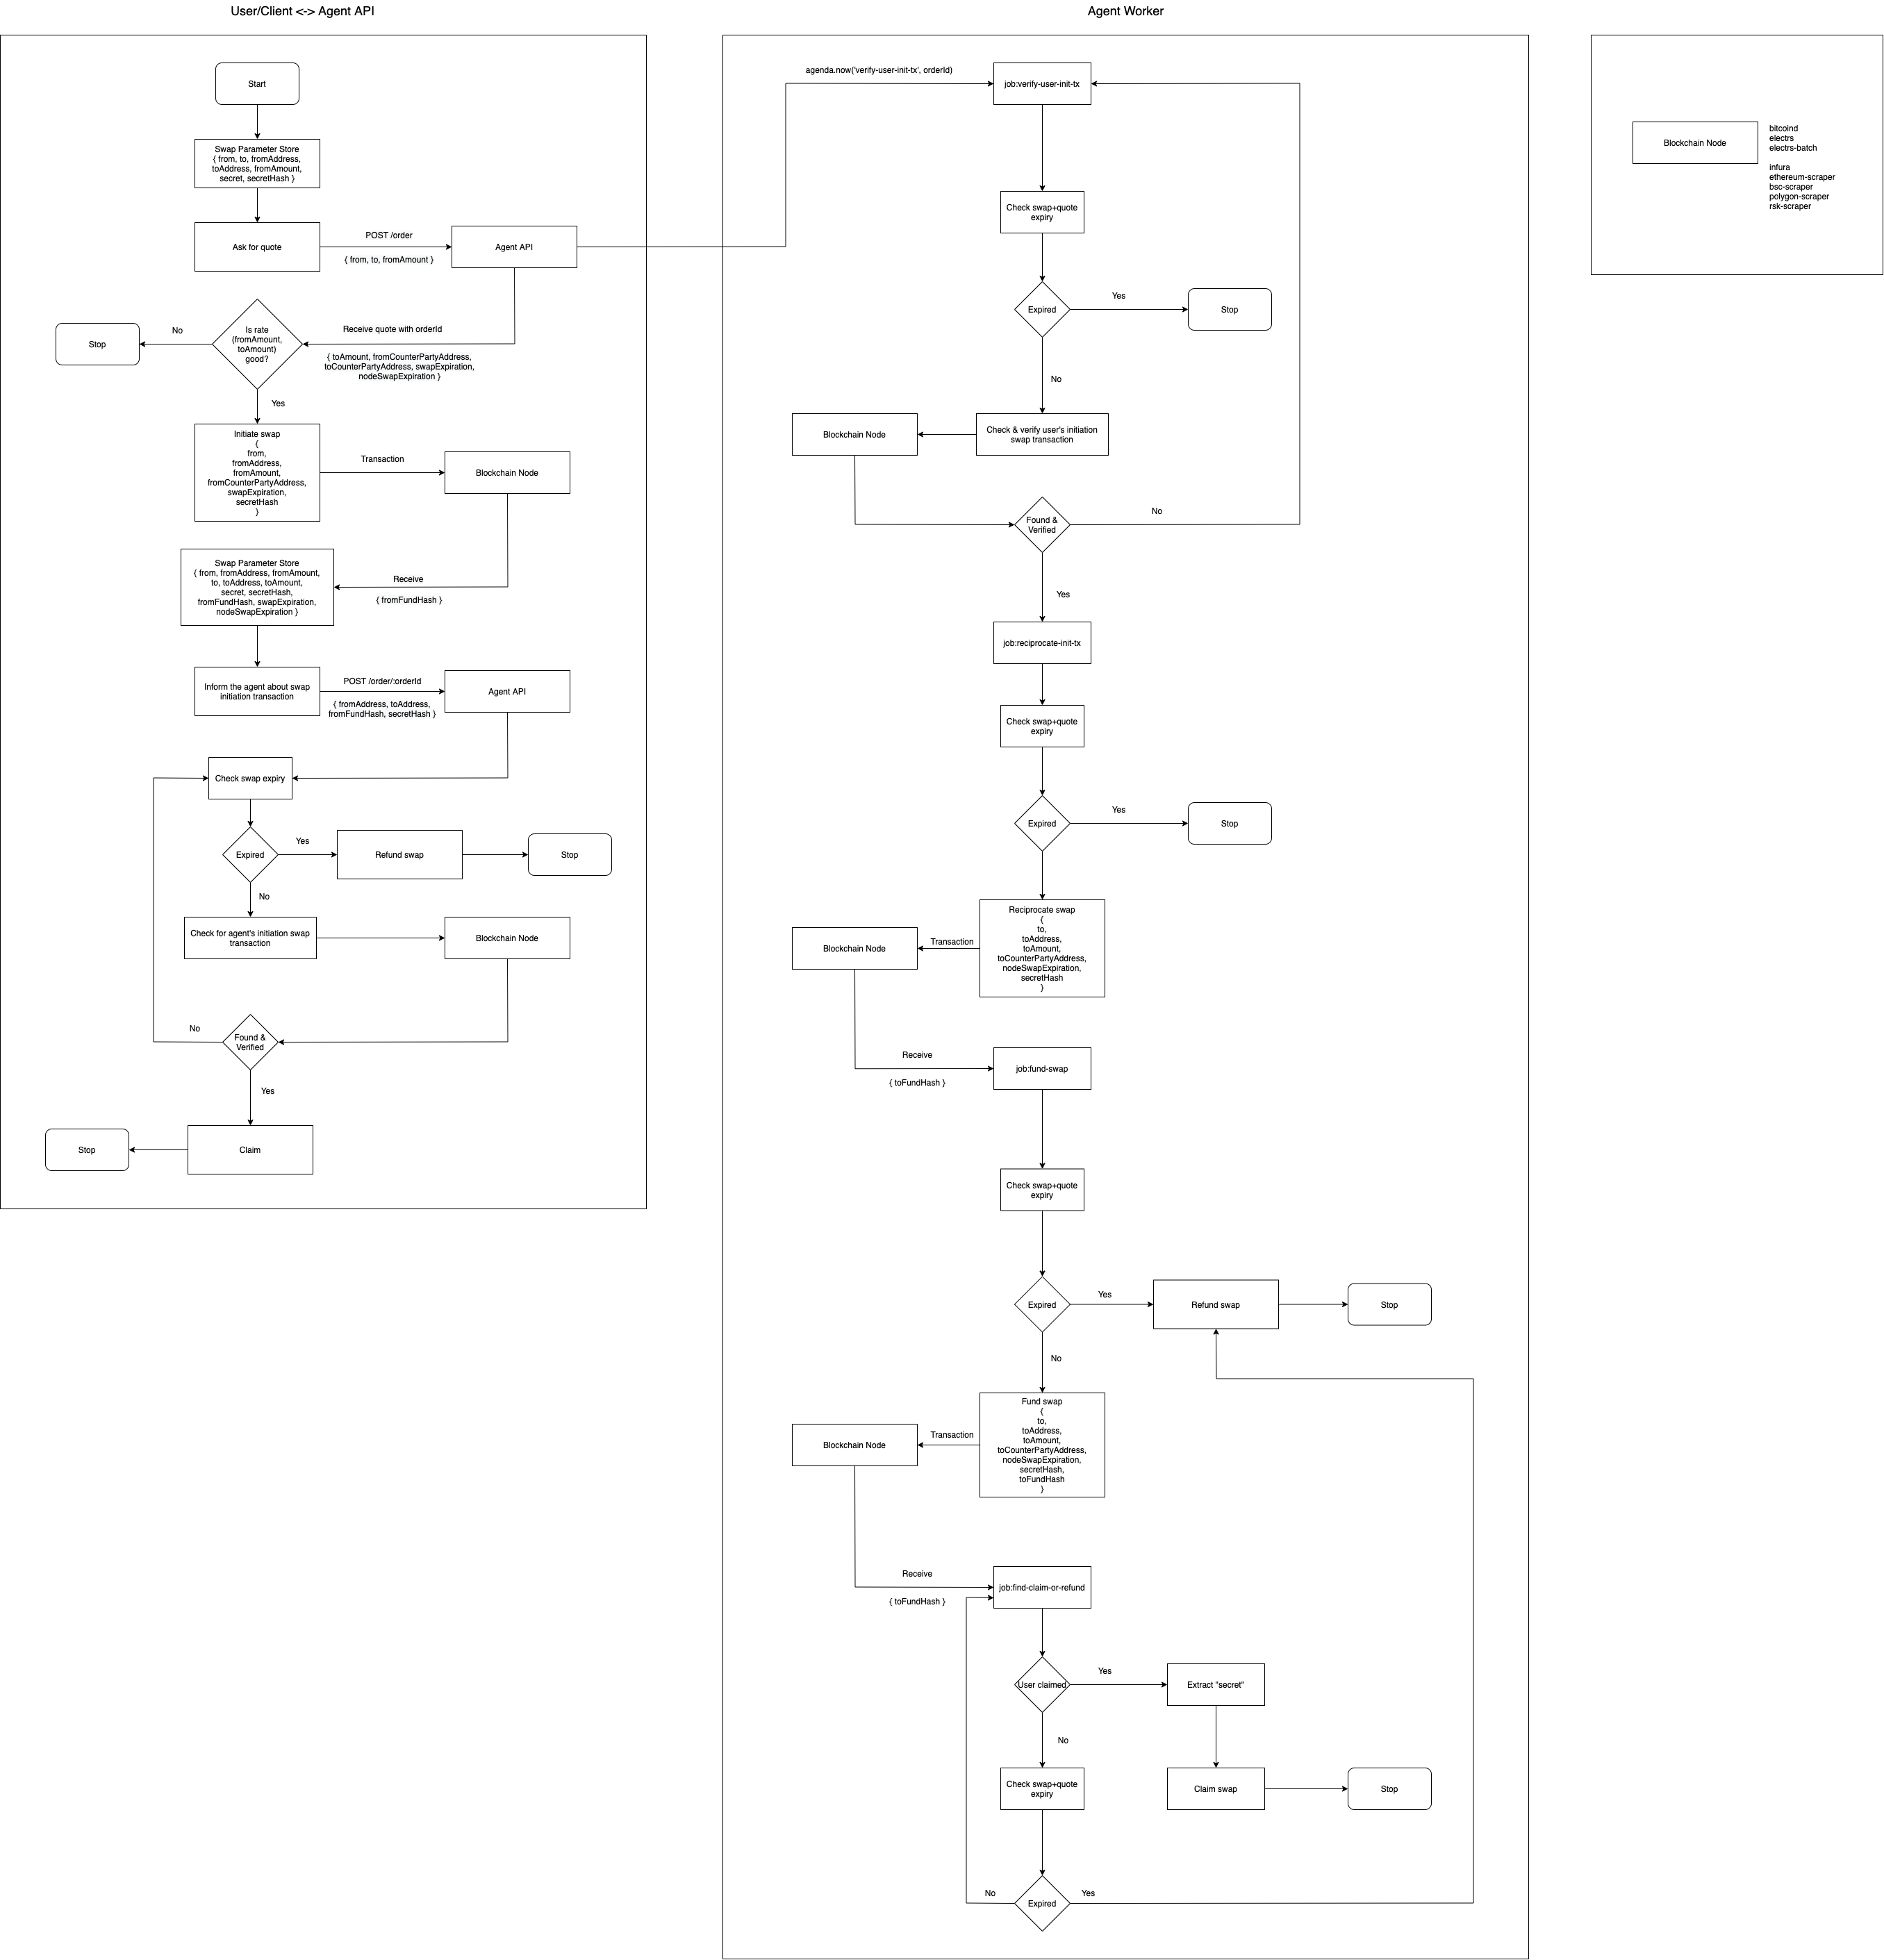 User/Client <-> Agent API
Start
Swap Parameter Store
{ from, to, fromAddress,
toAddress, fromAmount,
secret, secretHash }
Ask for quote
POST /order
{ from, to, fromAmount }
Agent API
Is rate
(fromAmount,
toAmount)
good?
No
Stop
Receive quote with orderId
{ toAmount, fromCounterPartyAddress,
toCounterPartyAddress, swapExpiration,
nodeSwapExpiration }
Yes
Initiate swap
{
from,
fromAddress,
fromAmount,
fromCounterPartyAddress,
swapExpiration,
secretHash
}
Transaction
Blockchain Node
Swap Parameter Store
{ from, fromAddress, fromAmount,
to, toAddress, toAmount,
secret, secretHash,
fromFundHash, swapExpiration,
nodeSwapExpiration }
Receive
{ fromFundHash }
Inform the agent about swap
initiation transaction
POST /order/:orderId
{ fromAddress, toAddress,
fromFundHash, secretHash }
Agent API
Check swap expiry
Expired
Yes
Refund swap
Stop
No
Check for agent's initiation swap
transaction
Blockchain Node
Found &
Verified
No
Yes
Claim
Stop
Agent Worker
agenda.now('verify-user-init-tx', orderId)
job:verify-user-init-tx
Check swap+quote
expiry
Expired
Yes
Stop
No
Check & verify user's initiation
swap transaction
Blockchain Node
Found &
Verified
No
Yes
job:reciprocate-init-tx
Check swap+quote
expiry
Expired
Yes
Stop
Reciprocate swap
{
to,
toAddress,
toAmount,
toCounterPartyAddress,
nodeSwapExpiration,
secretHash
}
Transaction
Blockchain Node
Receive
{ toFundHash }
job:fund-swap
Check swap+quote
expiry
Expired
Yes
Refund swap
Stop
No
Fund swap
{
to,
toAddress,
toAmount,
toCounterPartyAddress,
nodeSwapExpiration,
secretHash,
toFundHash
}
Transaction
Blockchain Node
Receive
{ toFundHash }
job:find-claim-or-refund
User claimed
Yes
Extract "secret"
No
Check swap+quote
expiry
Claim swap
Stop
Expired
No
Yes
Blockchain Node
bitcoind
electrs
electrs-batch
infura
ethereum-scraper
bsc-scraper
polygon-scraper
rsk-scraper